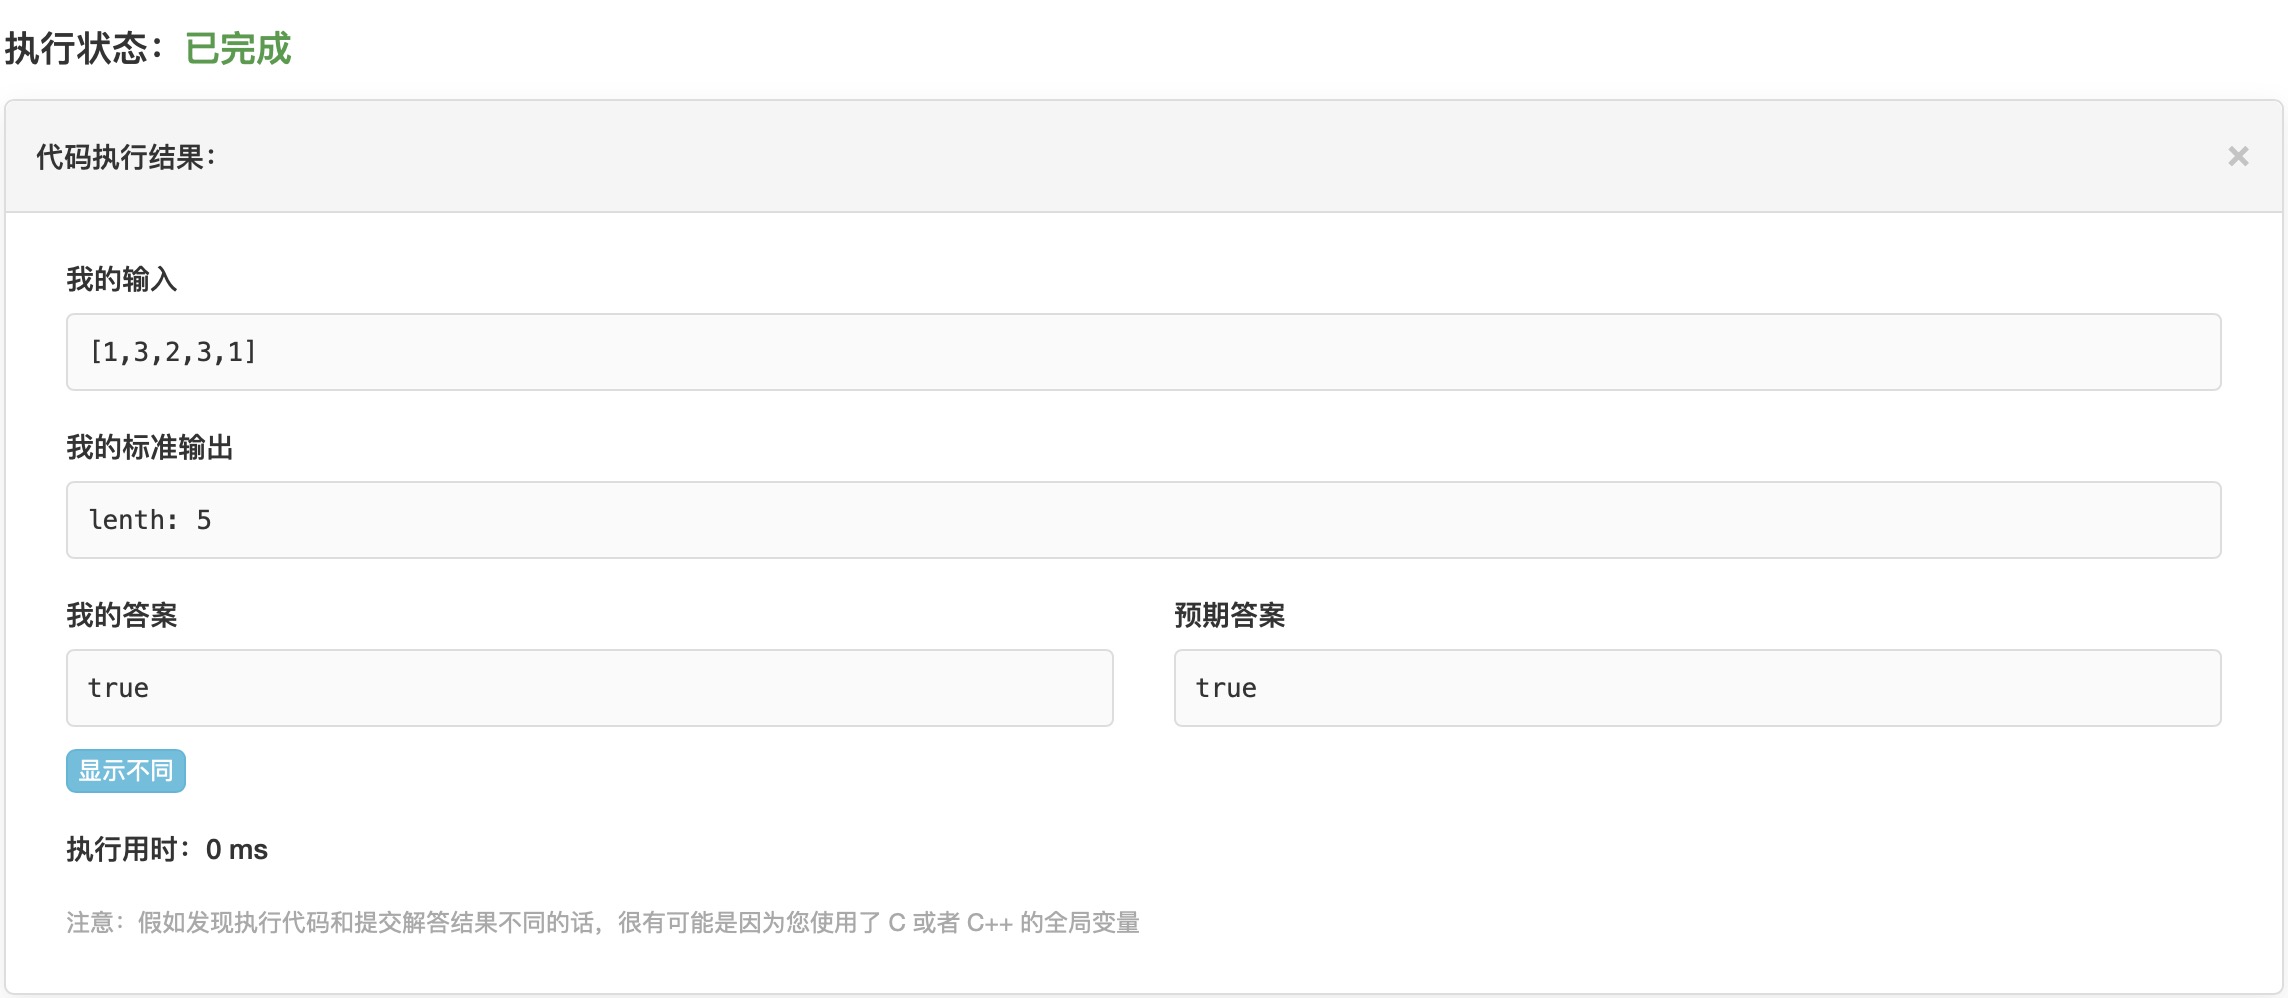 执行状态：已完成
代码执行结果：
×
我的输入
[1,3,2,3,1]
我的标准输出
lenth: 5
我的答案
预期答案
true
true
显示不同
执行用时：0 ms
注意：假如发现执行代码和提交解答结果不同的话，很有可能是因为您使用了 C 或者 C++ 的全局变量